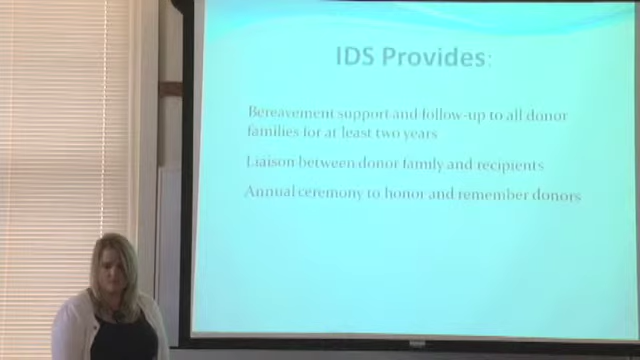 IDS Provides:
Bereavement support and follow-up to all donor
families for at least two years
Liaison between donor family and recipients
Annual ceremony to honor and remember donors